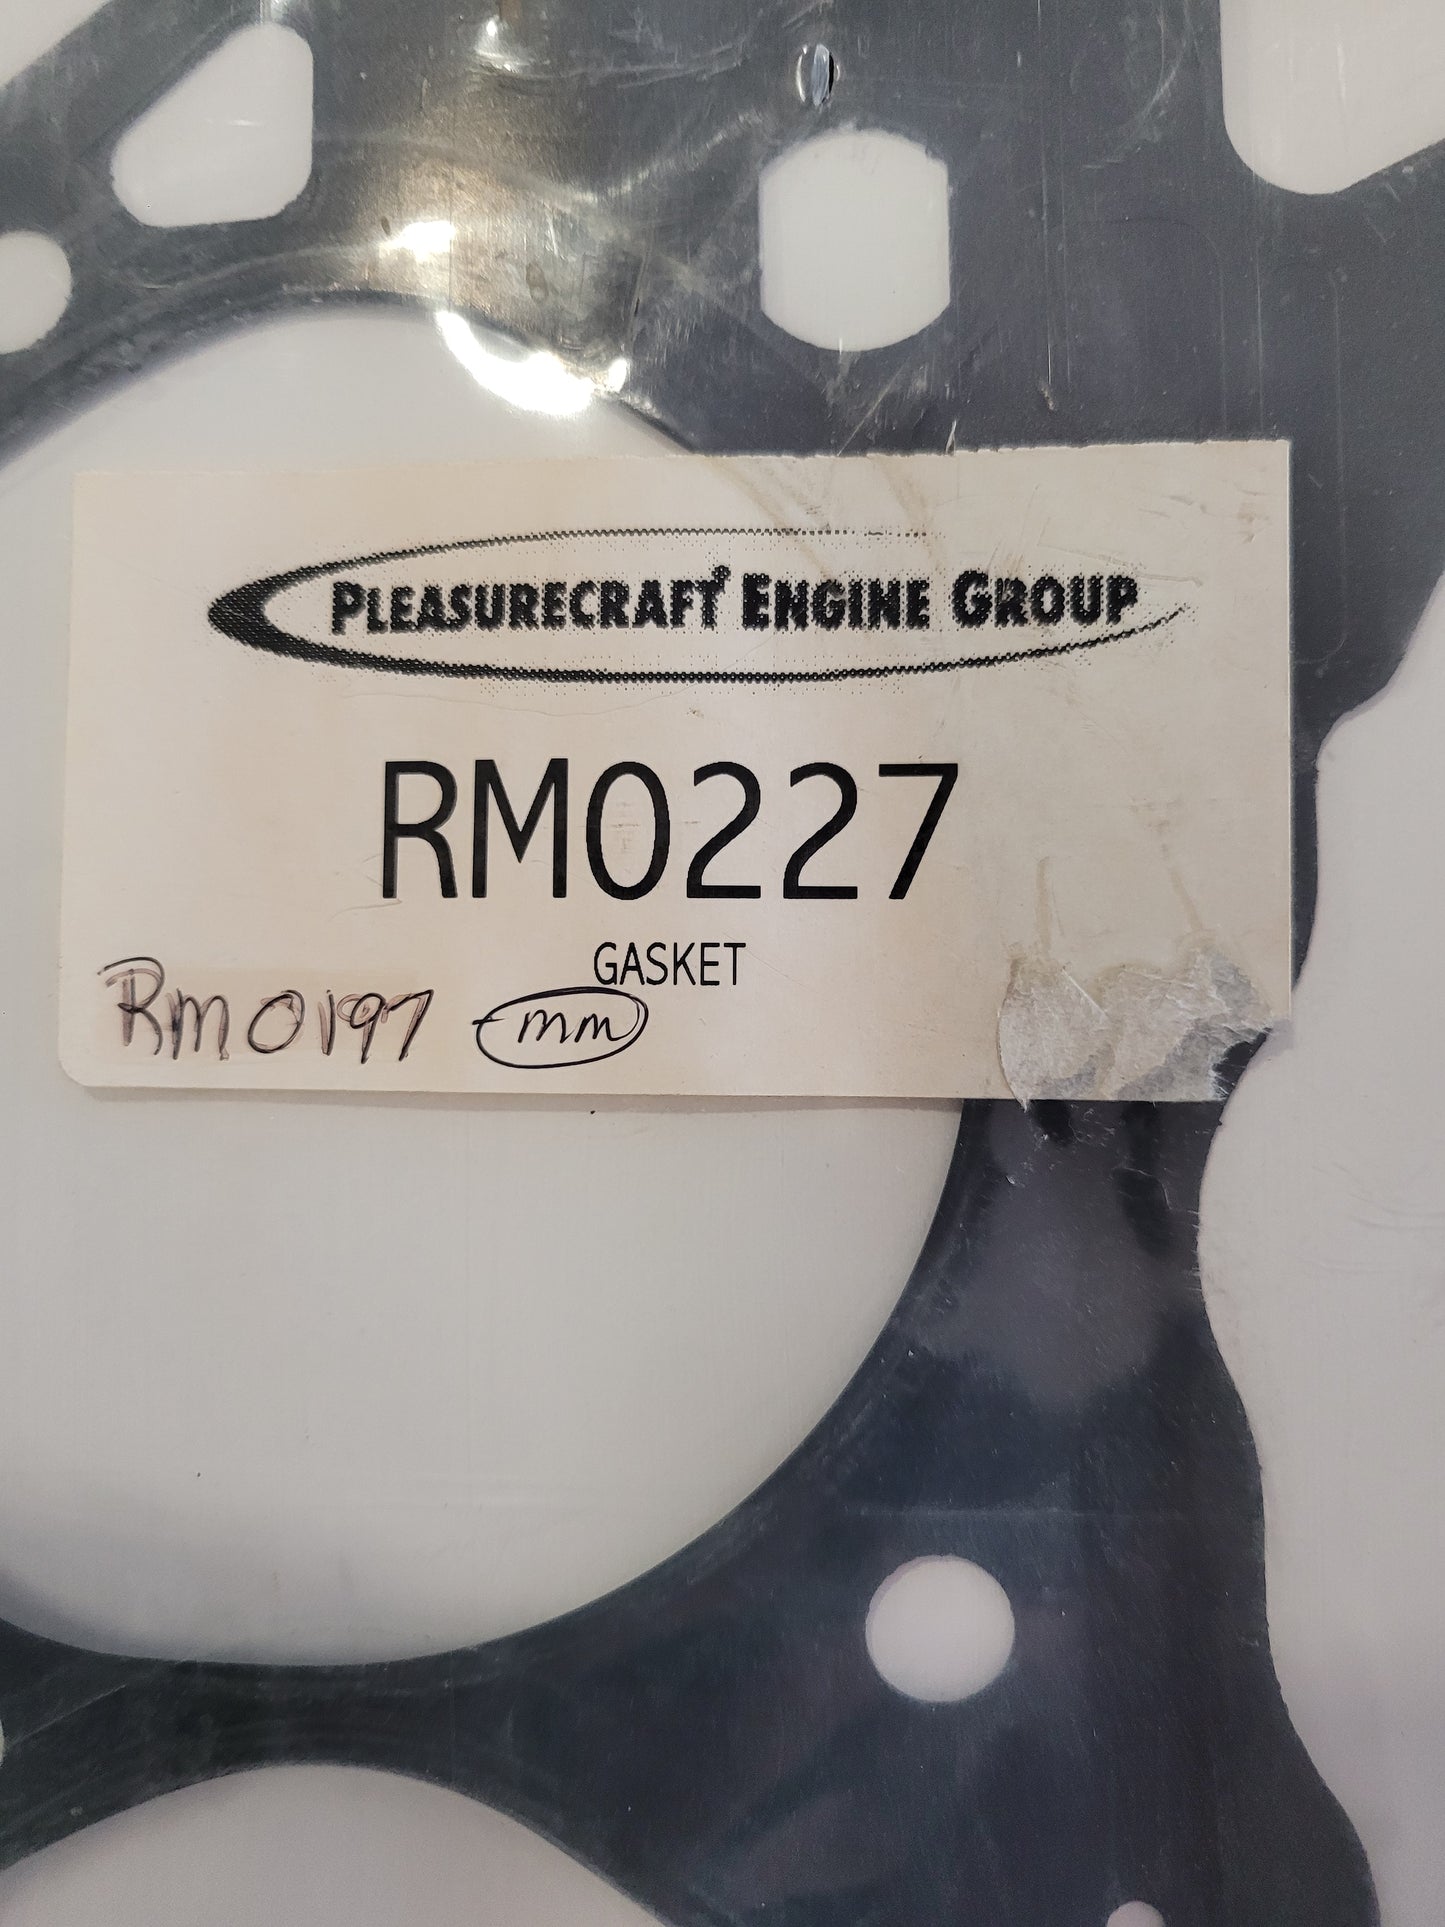 PLEASURECRAFT® ENGINE GROUP
RM0227
GASKET
Rm0197 mm